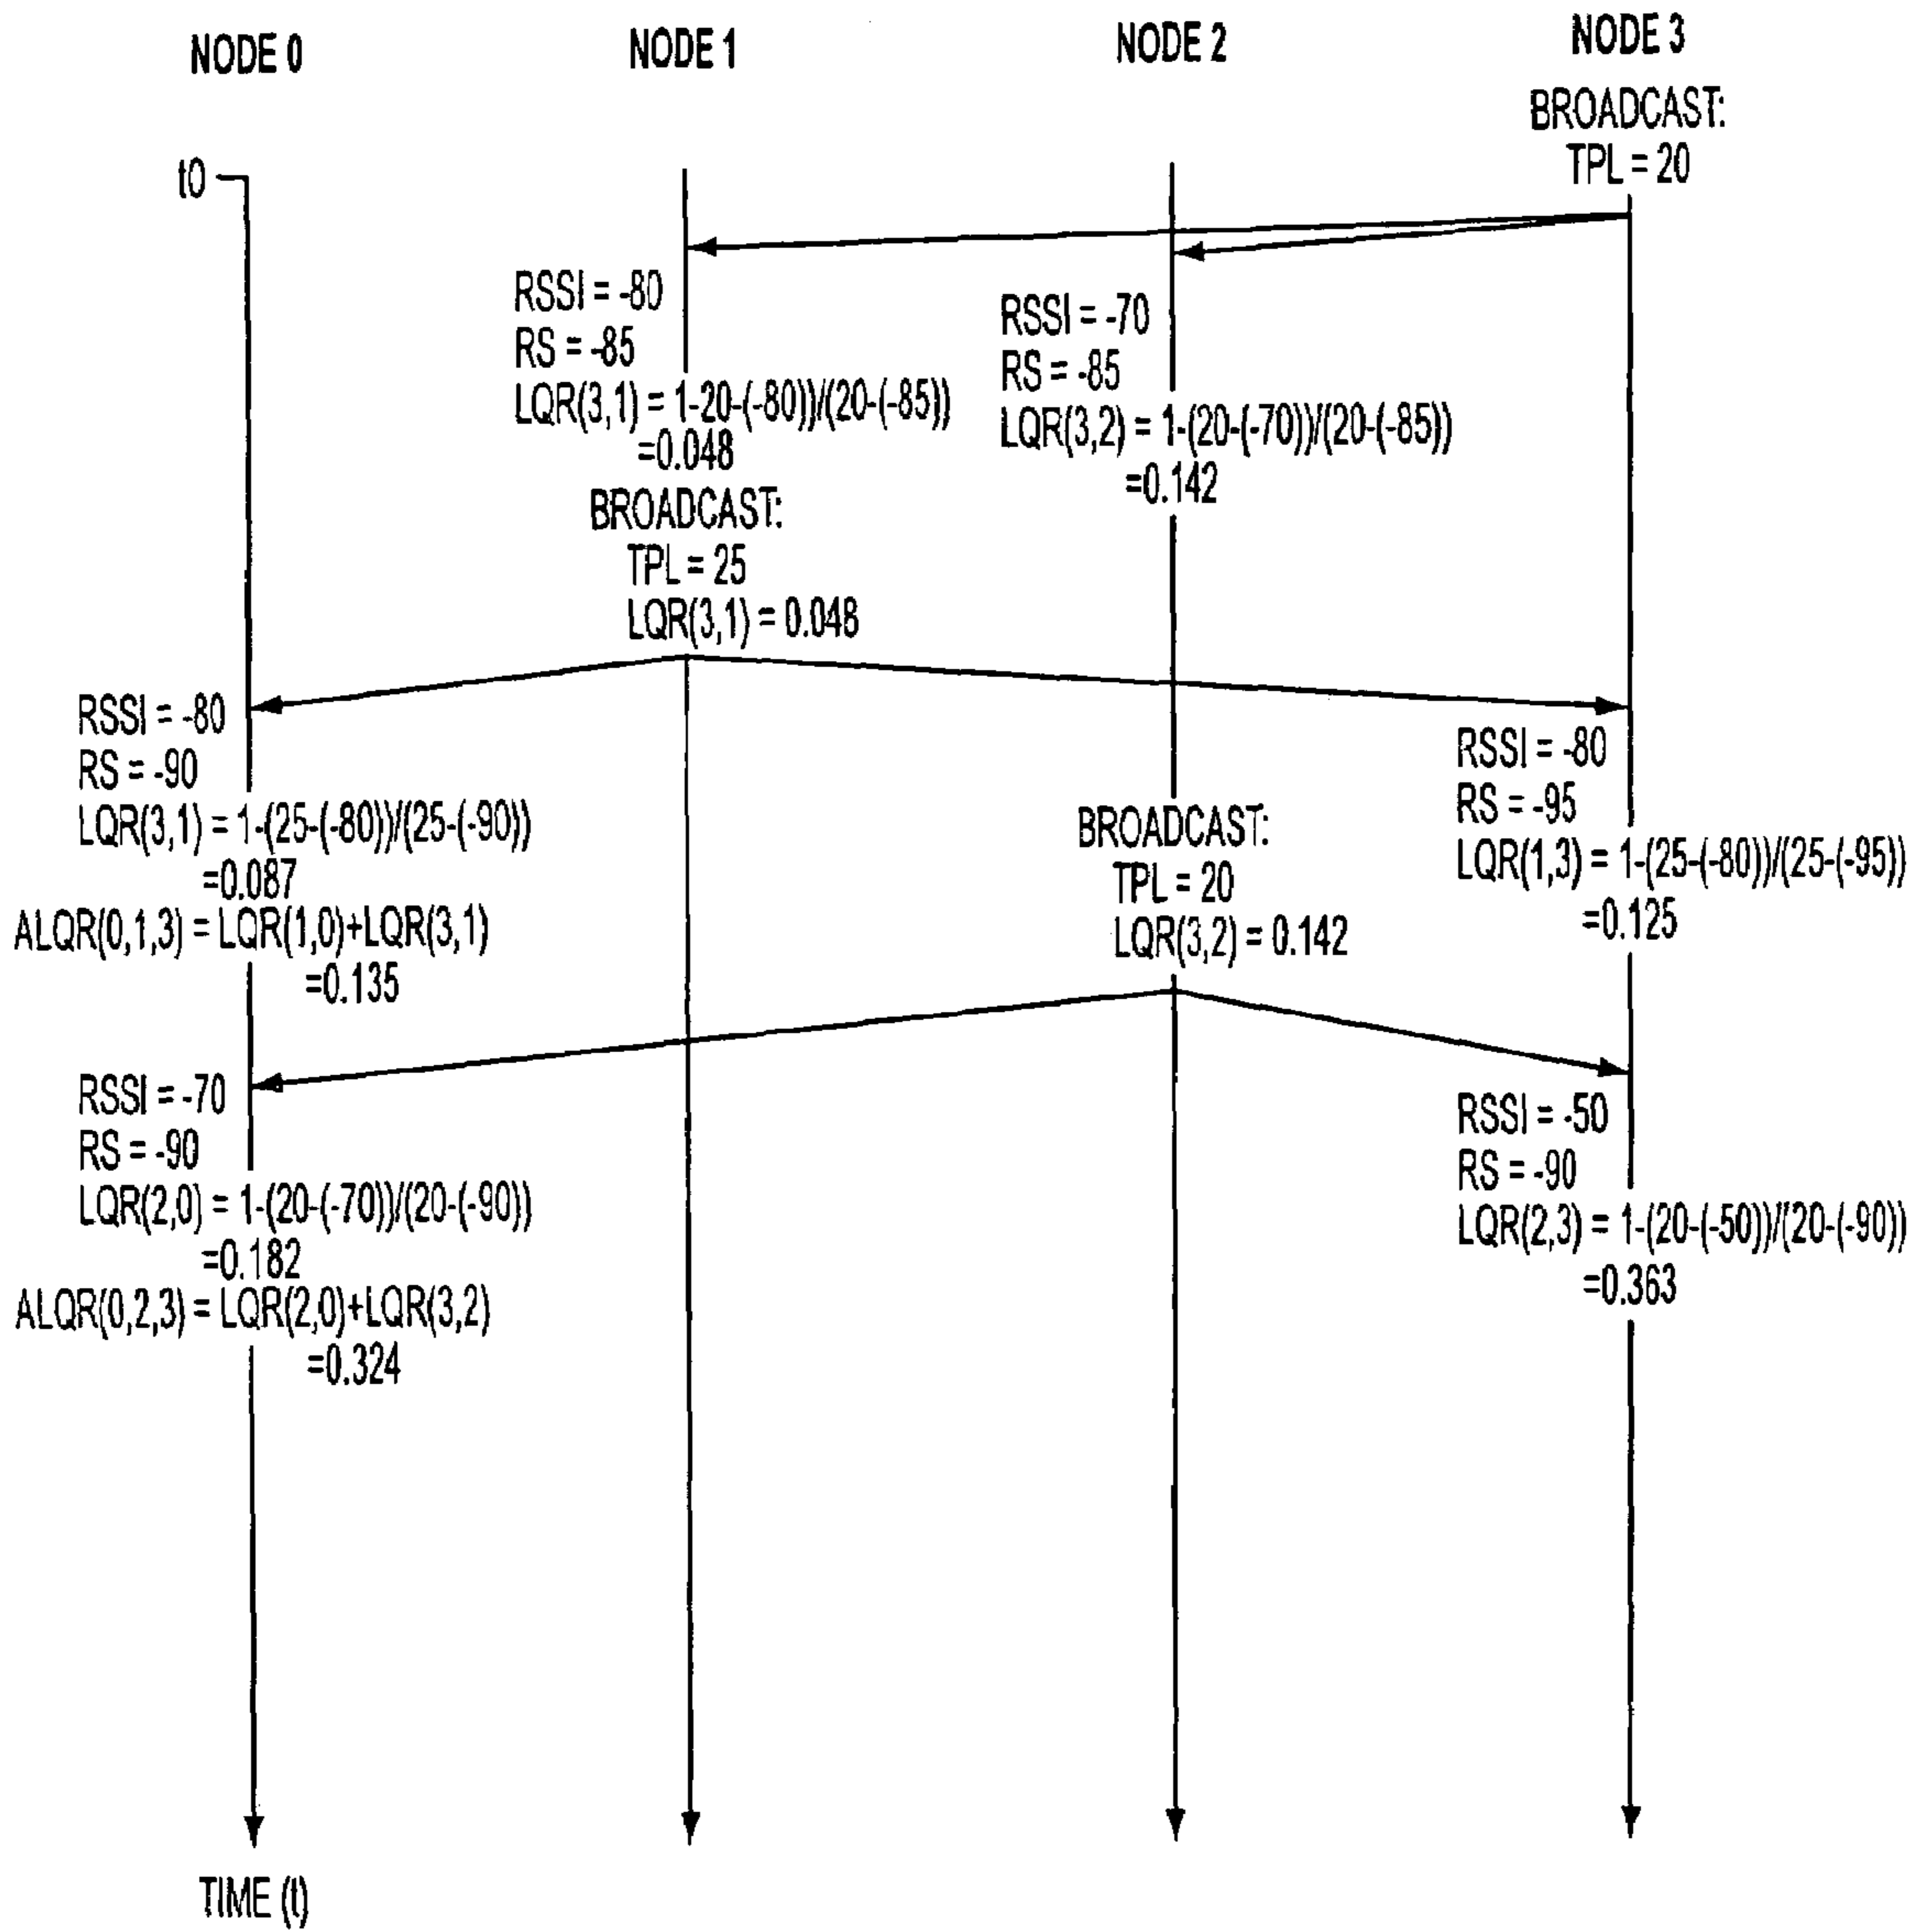 NODE 0
NODE 1
NODE 2
NODE 3
BROADCAST:
TPL = 20
t0
RSSI = -80
RS = -85
LQR(3,1) = 1-20-(-80))/(20-(-85))
=0.048
BROADCAST:
TPL = 25
LQR(3,1) = 0.048
RSSI = -70
RS = -85
LQR(3,2) = 1-(20-(-70))/(20-(-85))
=0.142
RSSI = -80
RS = -90
LQR(3,1) = 1-(25-(-80))/(25-(-90))
=0.087
ALQR(0,1,3) = LQR(1,0)+LQR(3,1)
=0.135
BROADCAST:
TPL = 20
LQR(3,2) = 0.142
RSSI = -80
RS = -95
LQR(1,3) = 1-(25-(-80))/(25-(-95))
=0.125
RSSI = -70
RS = -90
LQR(2,0) = 1-(20-(-70))/(20-(-90))
=0.182
ALQR(0,2,3) = LQR(2,0)+LQR(3,2)
=0.324
RSSI = -50
RS = -90
LQR(2,3) = 1-(20-(-50))/(20-(-90))
=0.363
TIME (t)